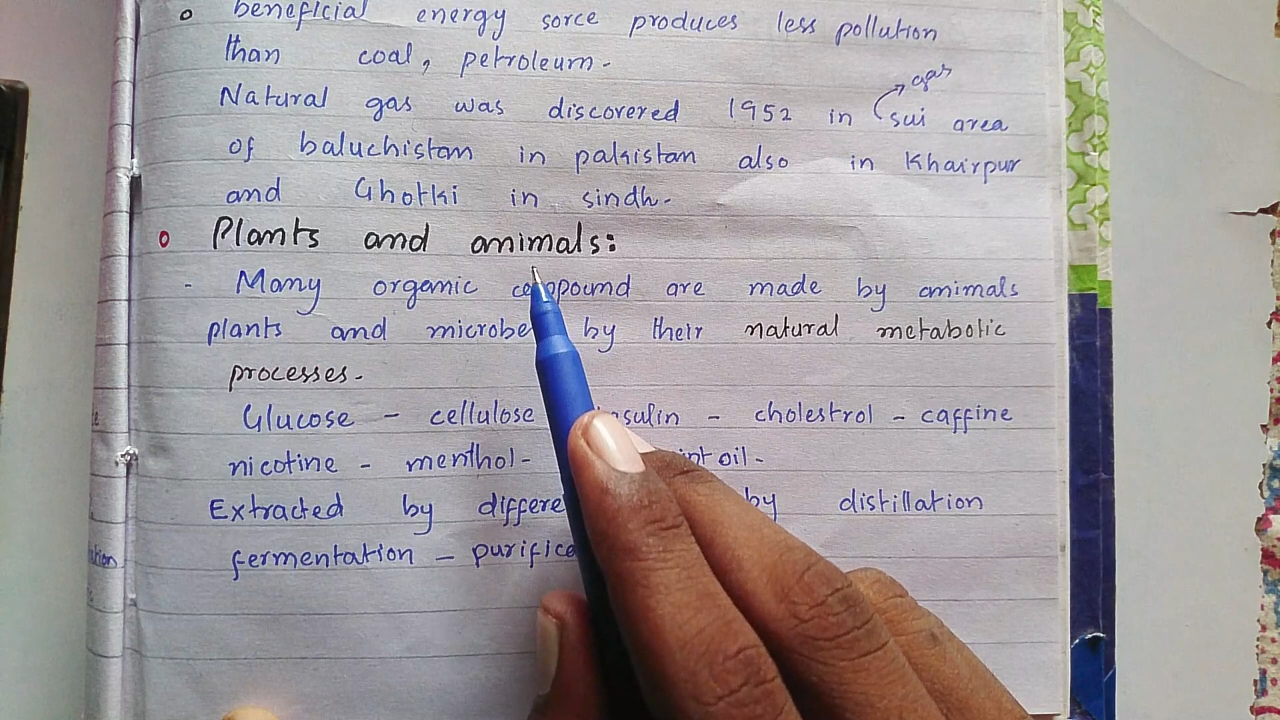 beneficial energy sorce produces less pollution
than coal, petroleum.
gas
Natural gas was discovered 1952 in sui area
of baluchistan in pakistan also in Khairpur
and Ghotki in sindh.
Plants and animals:
- Many organic compound are made by animals
plants and microbe by their natural metabolic
processes.
Glucose - cellulose sulin - cholestrol - caffine
nicotine - menthol - int oil -
Extracted by differe by distillation
fermentation - purifica